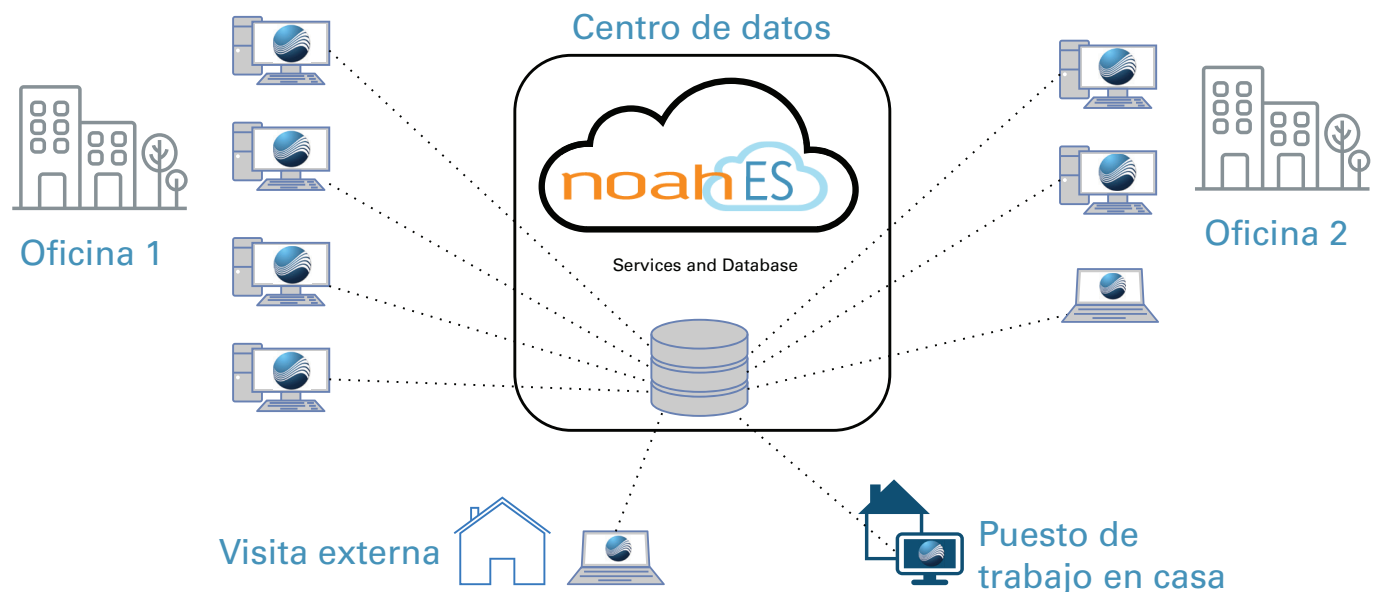 Centro de datos
noah ES
Services and Database
Oficina 1
Oficina 2
Visita externa
Puesto de
trabajo en casa